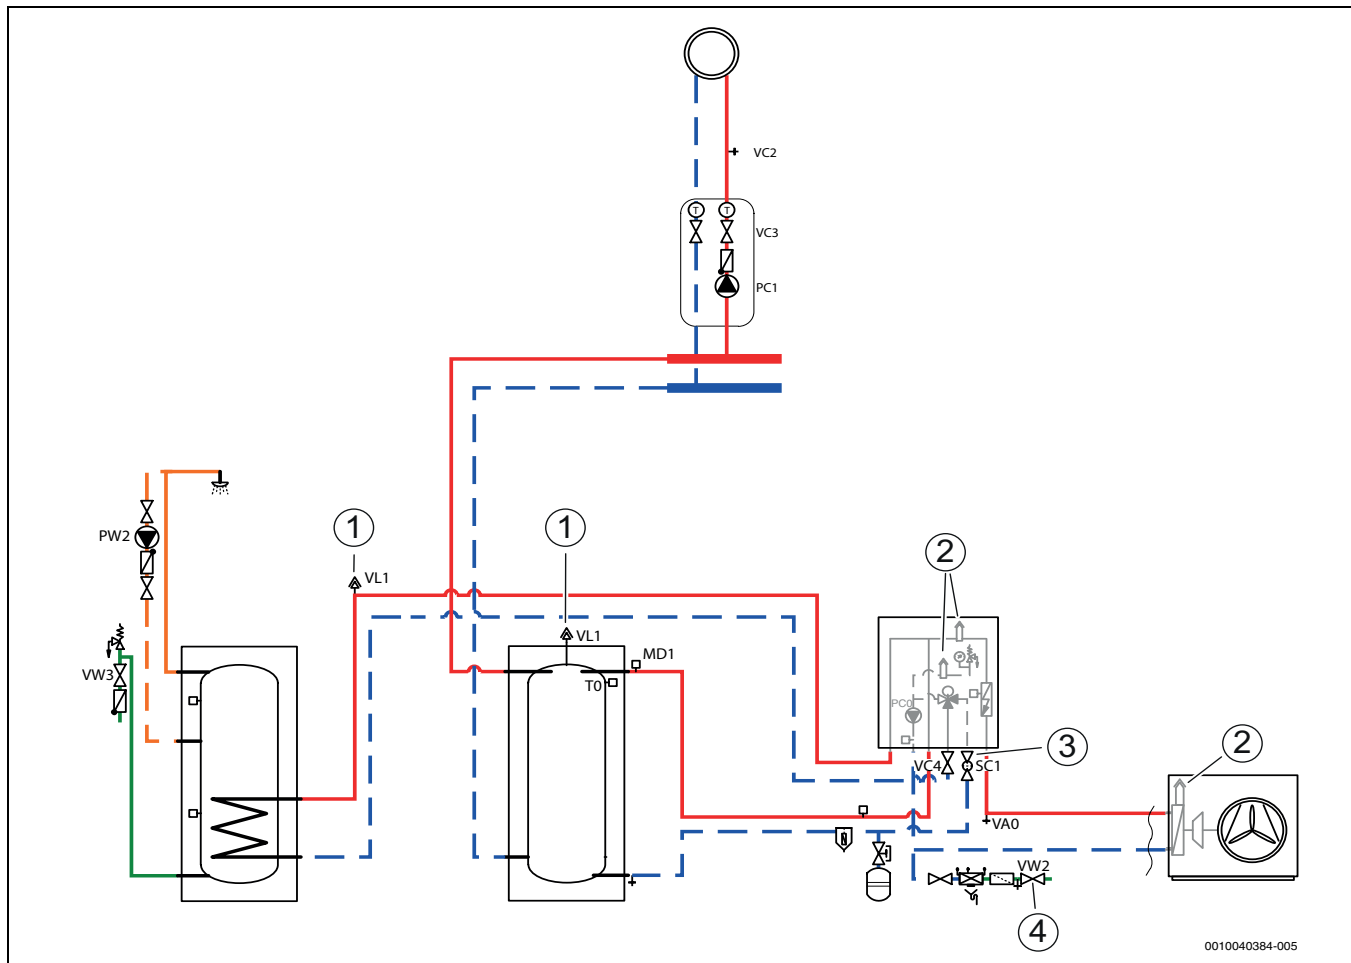 VC2
T T
VC3
PC1
PW2
1
1
2
VL1
VL1
MD1
T0
VW3
PC0
3
VC4
SC1
2
VA0
VW2
4
0010040384-005